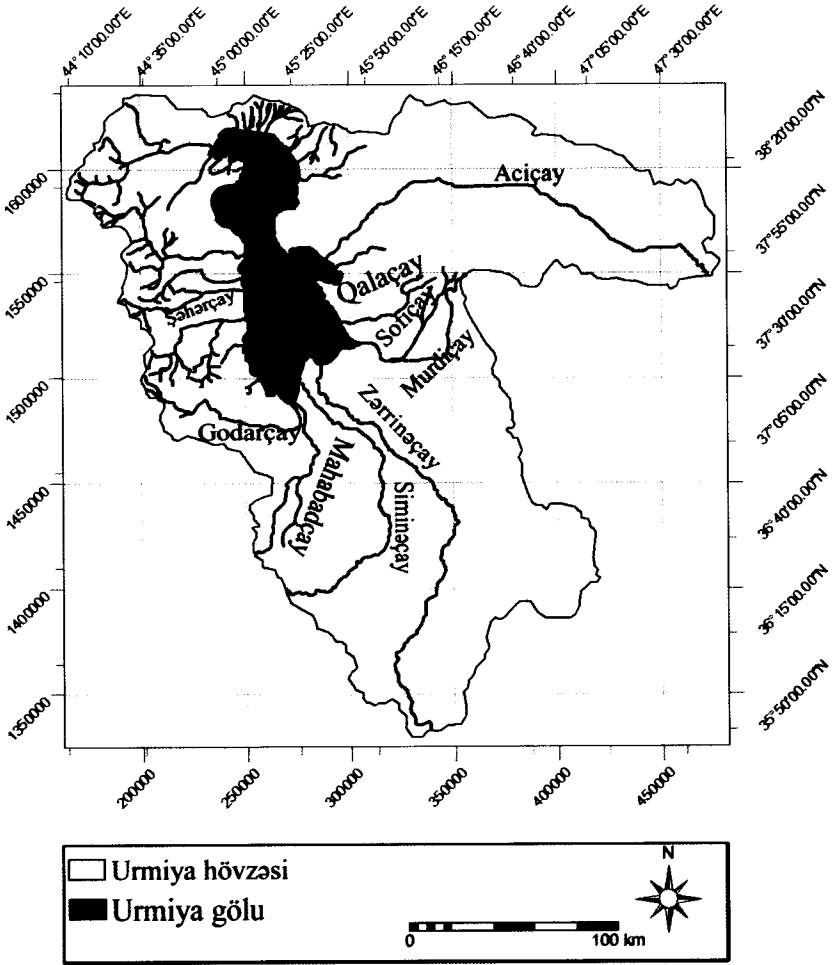 44°10'00.00"E
44°35'00.00"E
45°00'00.00"E
45°25'00.00"E
45°50'00.00"E
46°15'00.00"E
46°40'00.00"E
47°05'00.00"E
47°30'00.00"E
38°20'00.00"N
37°55'00.00"N
37°30'00.00"N
37°05'00.00"N
36°40'00.00"N
36°15'00.00"N
35°50'00.00"N
1600000
1550000
1500000
1450000
1400000
1350000
Acıçay
Qalaçay
Sofıçay
Murdıçay
Şəhərçay
Zərrinəçay
Godarçay
Mahabadçay
Siminəçay
200000
250000
300000
350000
400000
450000
Urmiya hövzəsi
Urmiya gölu
N
0 100 km